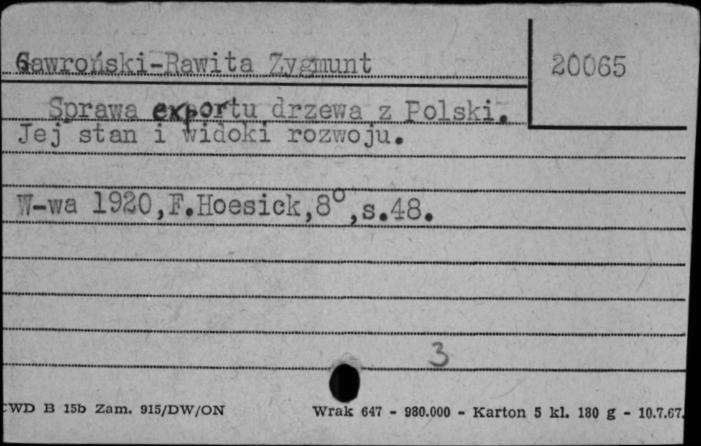 Gawroński-Rawita Zygmunt
20065
Sprawa exportu drzewa z Polski.
Jej stan i widoki rozwoju.
W-wa 1920, F.Hoesick, 8°, s.48.
3
CWD B 15b Zam. 915/DW/ON
Wrak 647 - 980.000 - Karton 5 kl. 180 g - 10.7.67.